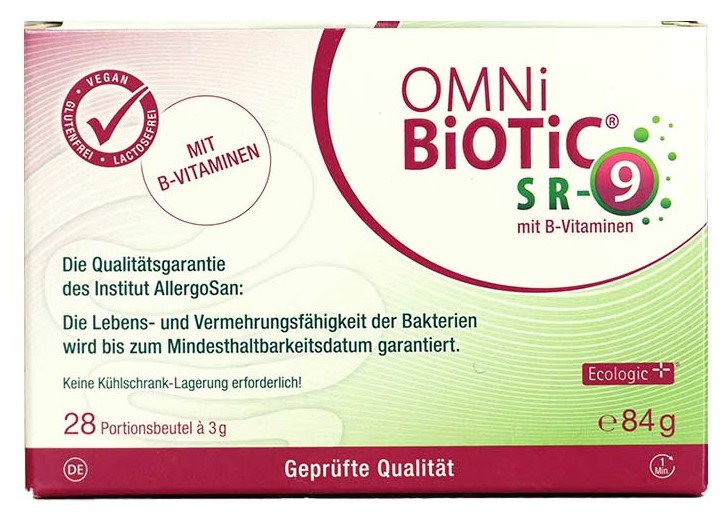 VEGAN • LACTOSEFREI • GLUTENFREI •
MIT
B-VITAMINEN
OMNi
BiOTiC®
SR-9
mit B-Vitaminen
Die Qualitätsgarantie
des Institut AllergoSan:
Die Lebens- und Vermehrungsfähigkeit der Bakterien
wird bis zum Mindesthaltbarkeitsdatum garantiert.
Keine Kühlschrank-Lagerung erforderlich!
Ecologic+®
28 Portionsbeutel à 3 g
℮84 g
DE
Geprüfte Qualität
1
Min.